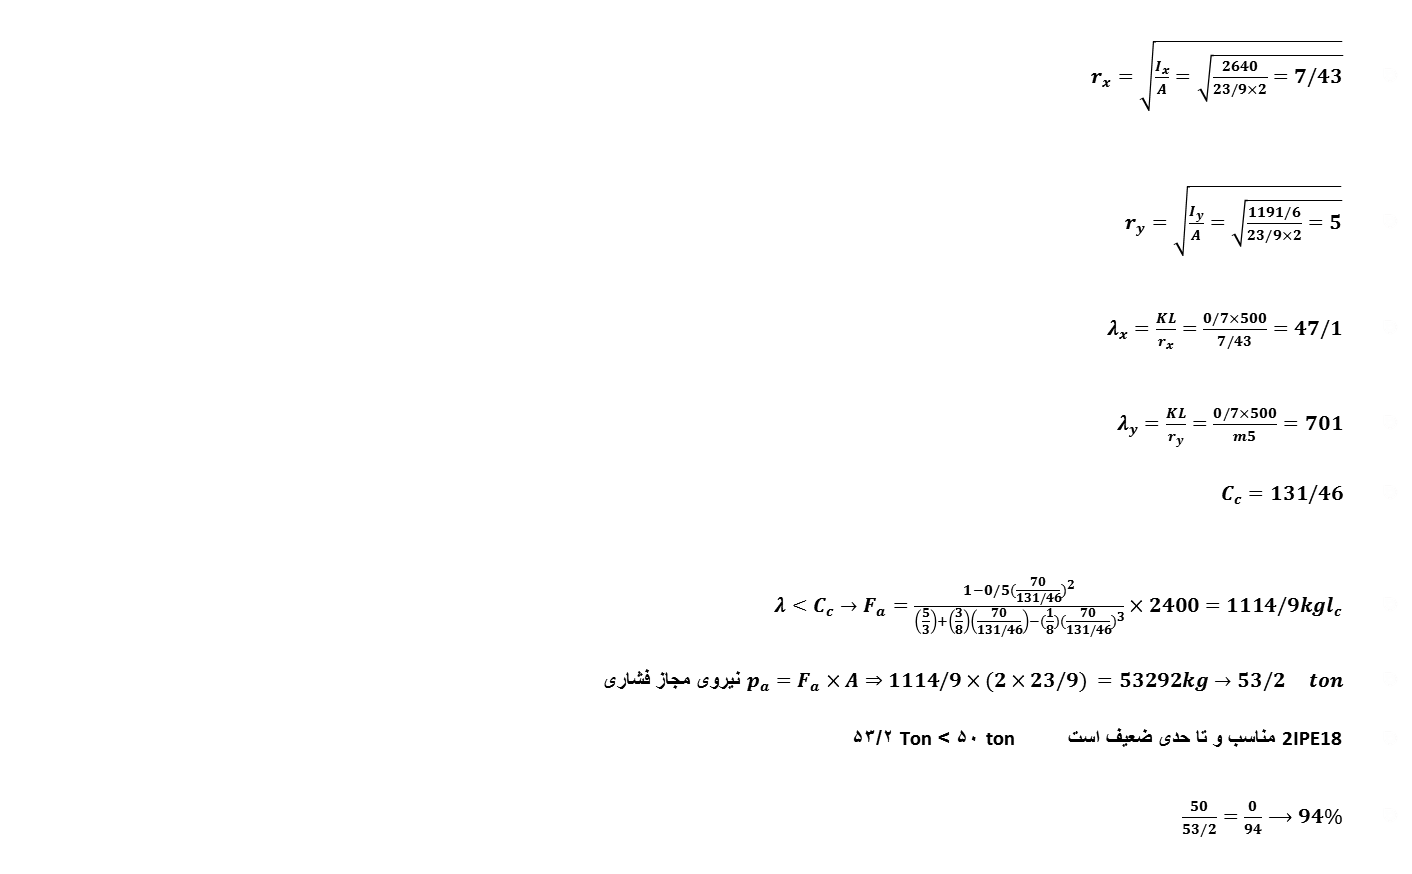 r_x = √(I_x/A) = √(2640/(23/9×2)) = 7/43
r_y = √(I_y/A) = √(1191/6/(23/9×2)) = 5
λ_x = KL/r_x = (0/7×500)/(7/43) = 47/1
λ_y = KL/r_y = (0/7×500)/m5 = 701
C_c = 131/46
λ < C_c → F_a = (1−0/5(70/(131/46))^2)/((5/3)+(3/8)(70/(131/46))−(1/8)(70/(131/46))^3) × 2400 = 1114/9kgl_c
نیروی مجاز فشاری p_a = F_a × A ⇒ 1114/9 × (2 × 23/9) = 53292kg → 53/2 ton
2IPE18 مناسب و تا حدی ضعیف است ۵۳/۲ Ton < ۵۰ ton
50/(53/2) = 0/94 ⟶ 94%